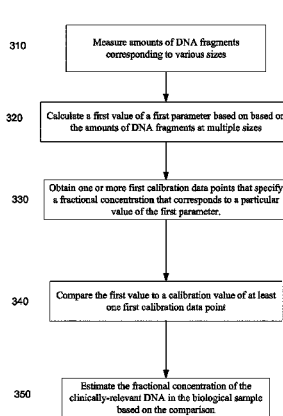 310
Measure amounts of DNA fragments
corresponding to various sizes
320
Calculate a first value of a first parameter based on based on
the amounts of DNA fragments at multiple sizes
330
Obtain one or more first calibration data points that specify
a fractional concentration that corresponds to a particular
value of the first parameter.
340
Compare the first value to a calibration value of at least
one first calibration data point
350
Estimate the fractional concentration of the
clinically-relevant DNA in the biological sample
based on the comparison